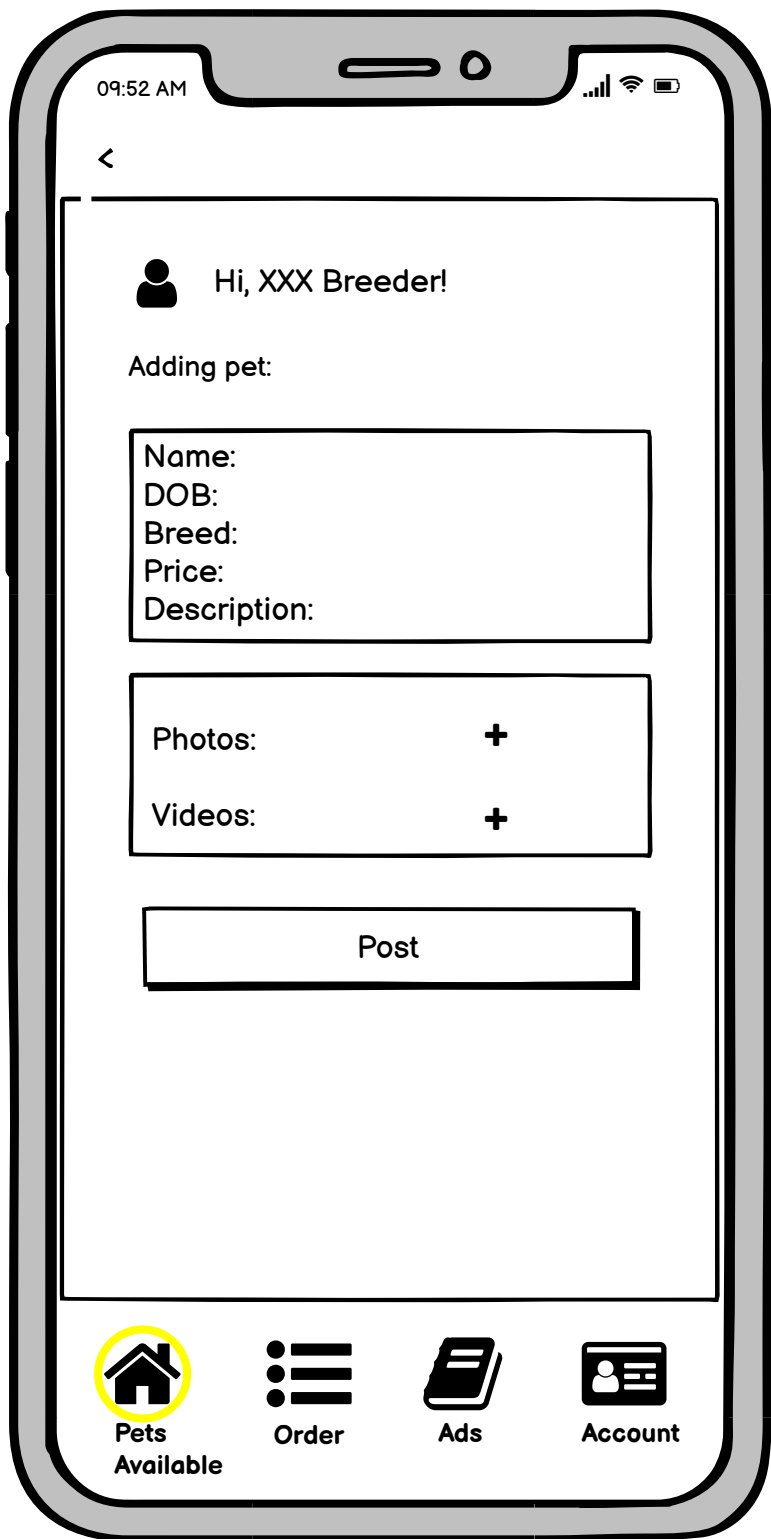 09:52 AM
<
Hi, XXX Breeder!
Adding pet:
Name:
DOB:
Breed:
Price:
Description:
Photos: +
Videos: +
Post
Pets
Available
Order
Ads
Account